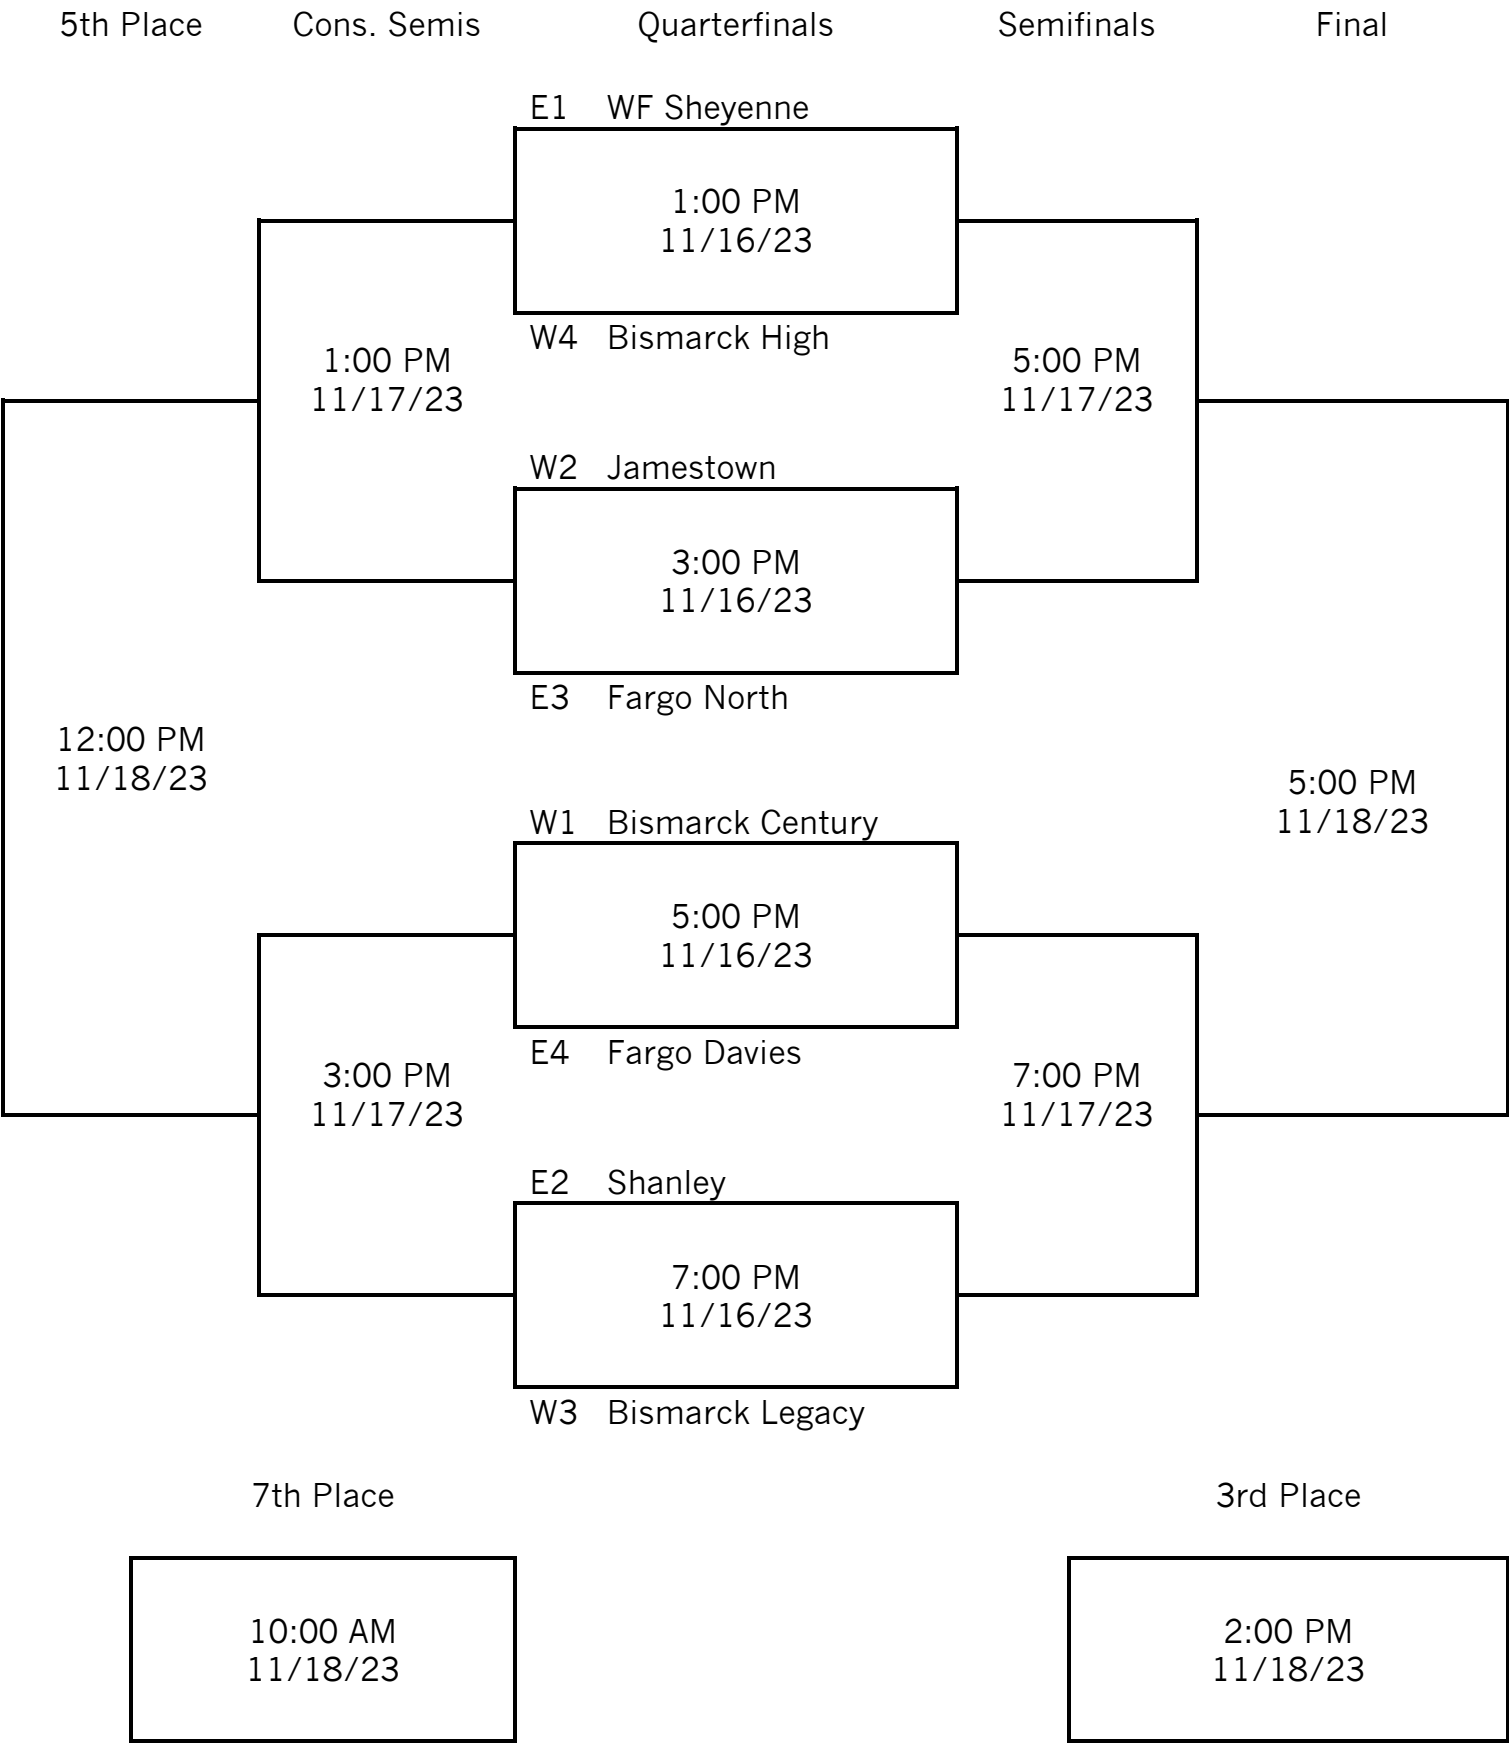 5th Place Cons. Semis Quarterfinals Semifinals Final
E1 WF Sheyenne
1:00 PM
11/16/23
W4 Bismarck High
1:00 PM
11/17/23
5:00 PM
11/17/23
W2 Jamestown
3:00 PM
11/16/23
E3 Fargo North
12:00 PM
11/18/23
5:00 PM
11/18/23
W1 Bismarck Century
5:00 PM
11/16/23
E4 Fargo Davies
3:00 PM
11/17/23
7:00 PM
11/17/23
E2 Shanley
7:00 PM
11/16/23
W3 Bismarck Legacy
7th Place
3rd Place
10:00 AM
11/18/23
2:00 PM
11/18/23